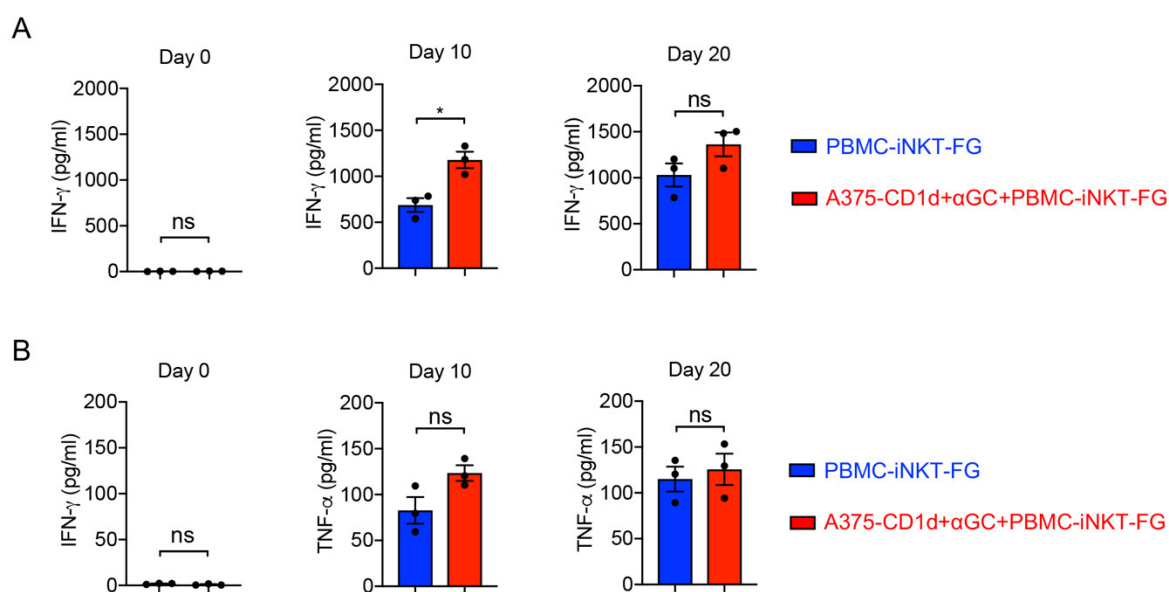 A
Day 0
IFN-γ (pg/ml)
2000
1500
1000
500
0
ns
Day 10
IFN-γ (pg/ml)
2000
1500
1000
500
0
*
Day 20
IFN-γ (pg/ml)
2000
1500
1000
500
0
ns
PBMC-iNKT-FG
A375-CD1d+αGC+PBMC-iNKT-FG
B
Day 0
IFN-γ (pg/ml)
200
150
100
50
0
ns
Day 10
TNF-α (pg/ml)
200
150
100
50
0
ns
Day 20
TNF-α (pg/ml)
200
150
100
50
0
ns
PBMC-iNKT-FG
A375-CD1d+αGC+PBMC-iNKT-FG